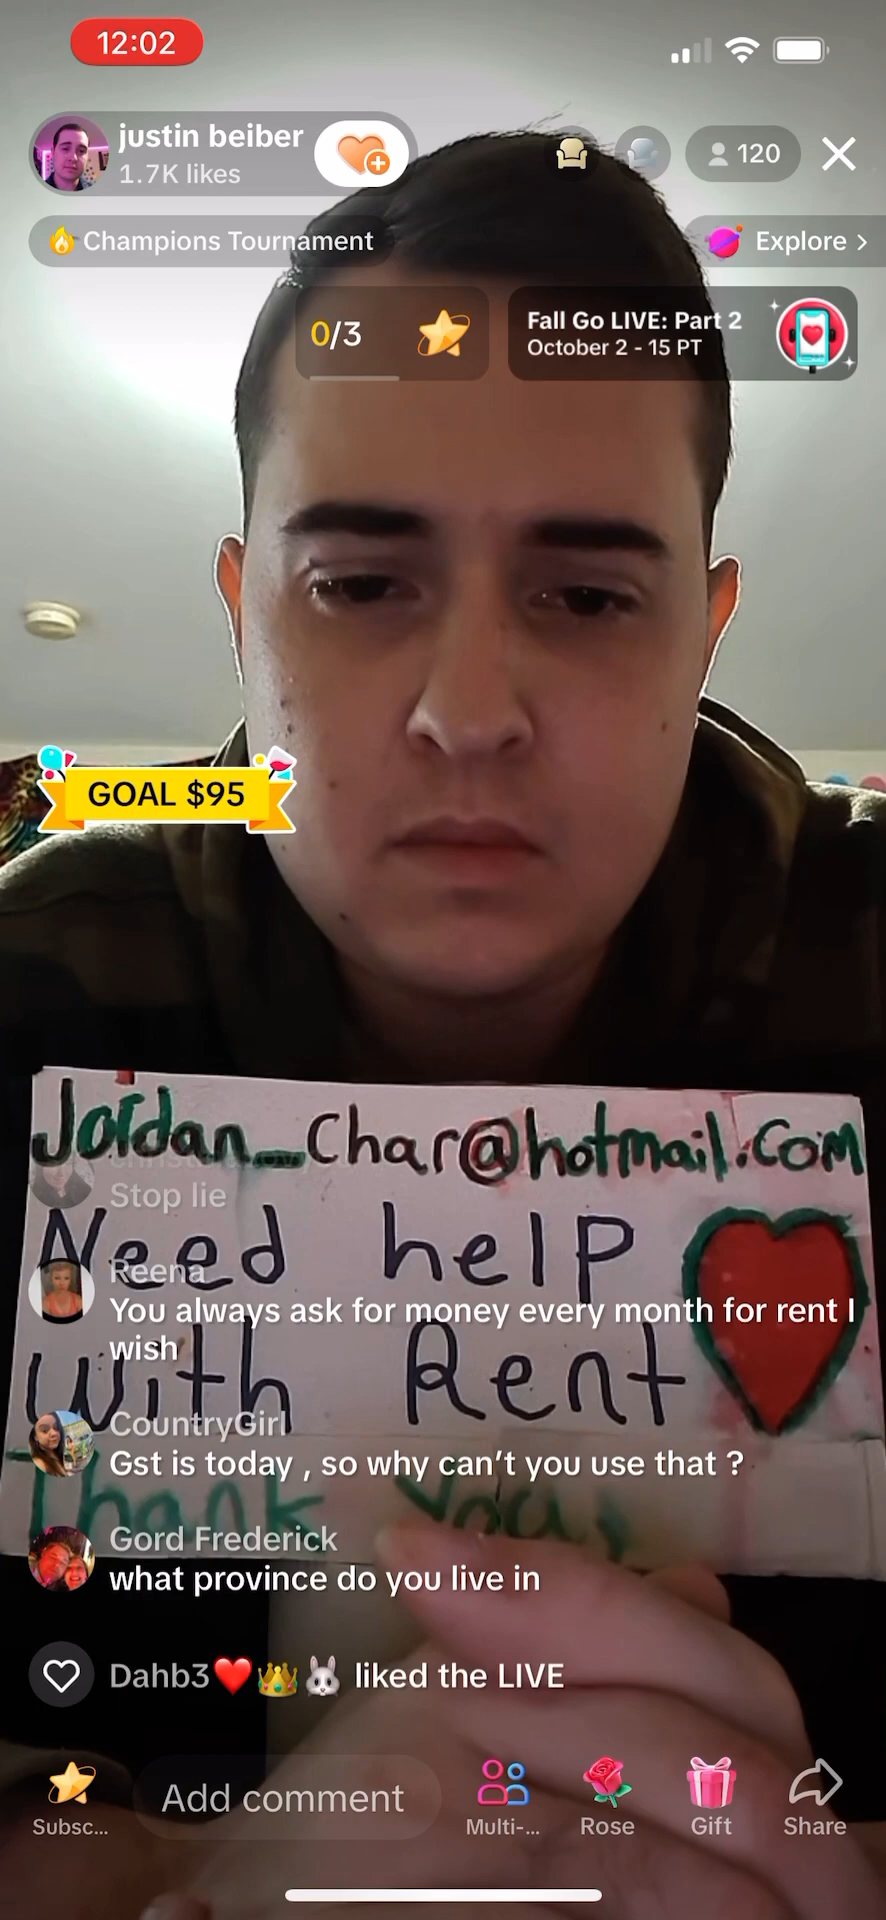 12:02
justin beiber
1.7K likes
120
Champions Tournament
Explore >
0/3
Fall Go LIVE: Part 2
October 2 - 15 PT
GOAL $95
Jordan_Char@hotmail.com
Stop lie
Need help
Reena
You always ask for money every month for rent I
wish
with Rent
CountryGirl
Gst is today , so why can't you use that ?
Thank you
Gord Frederick
what province do you live in
Dahb3❤️👑🐰 liked the LIVE
Subsc...
Add comment
Multi-...
Rose
Gift
Share